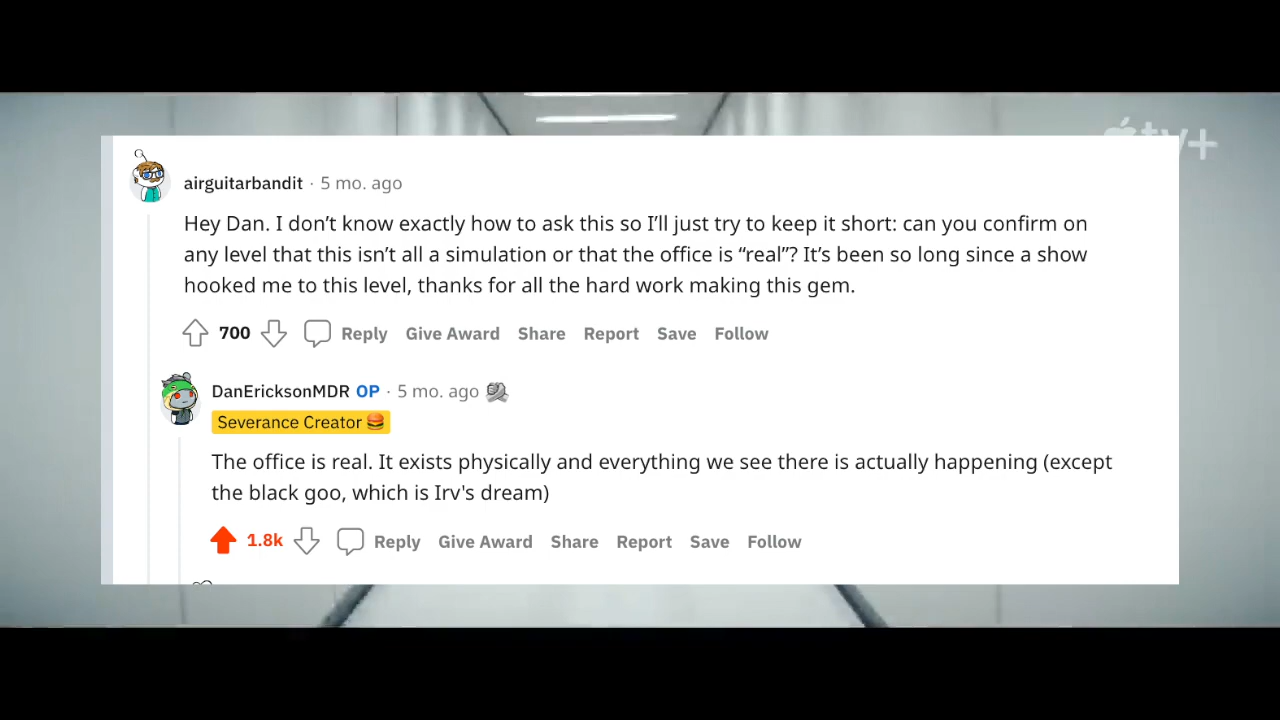 tv+
airguitarbandit · 5 mo. ago
Hey Dan. I don’t know exactly how to ask this so I’ll just try to keep it short: can you confirm on
any level that this isn’t all a simulation or that the office is “real”? It’s been so long since a show
hooked me to this level, thanks for all the hard work making this gem.
700 Reply Give Award Share Report Save Follow
DanEricksonMDR OP · 5 mo. ago
Severance Creator 🍔
The office is real. It exists physically and everything we see there is actually happening (except
the black goo, which is Irv's dream)
1.8k Reply Give Award Share Report Save Follow